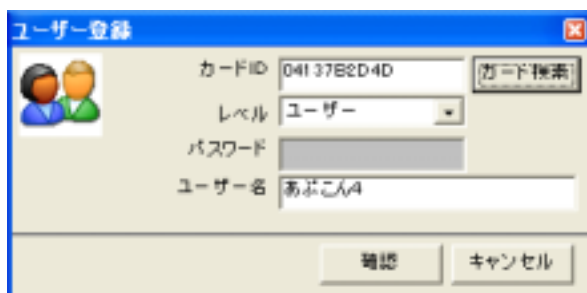 ユーザー登録
カードID 04137B2D4D カード検索
レベル ユーザー
パスワード
ユーザー名 あぷこん4
確認 キャンセル